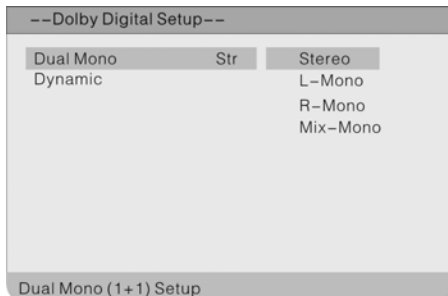 --Dolby Digital Setup--
Dual Mono Str Stereo
Dynamic L-Mono
R-Mono
Mix-Mono
Dual Mono (1+1) Setup